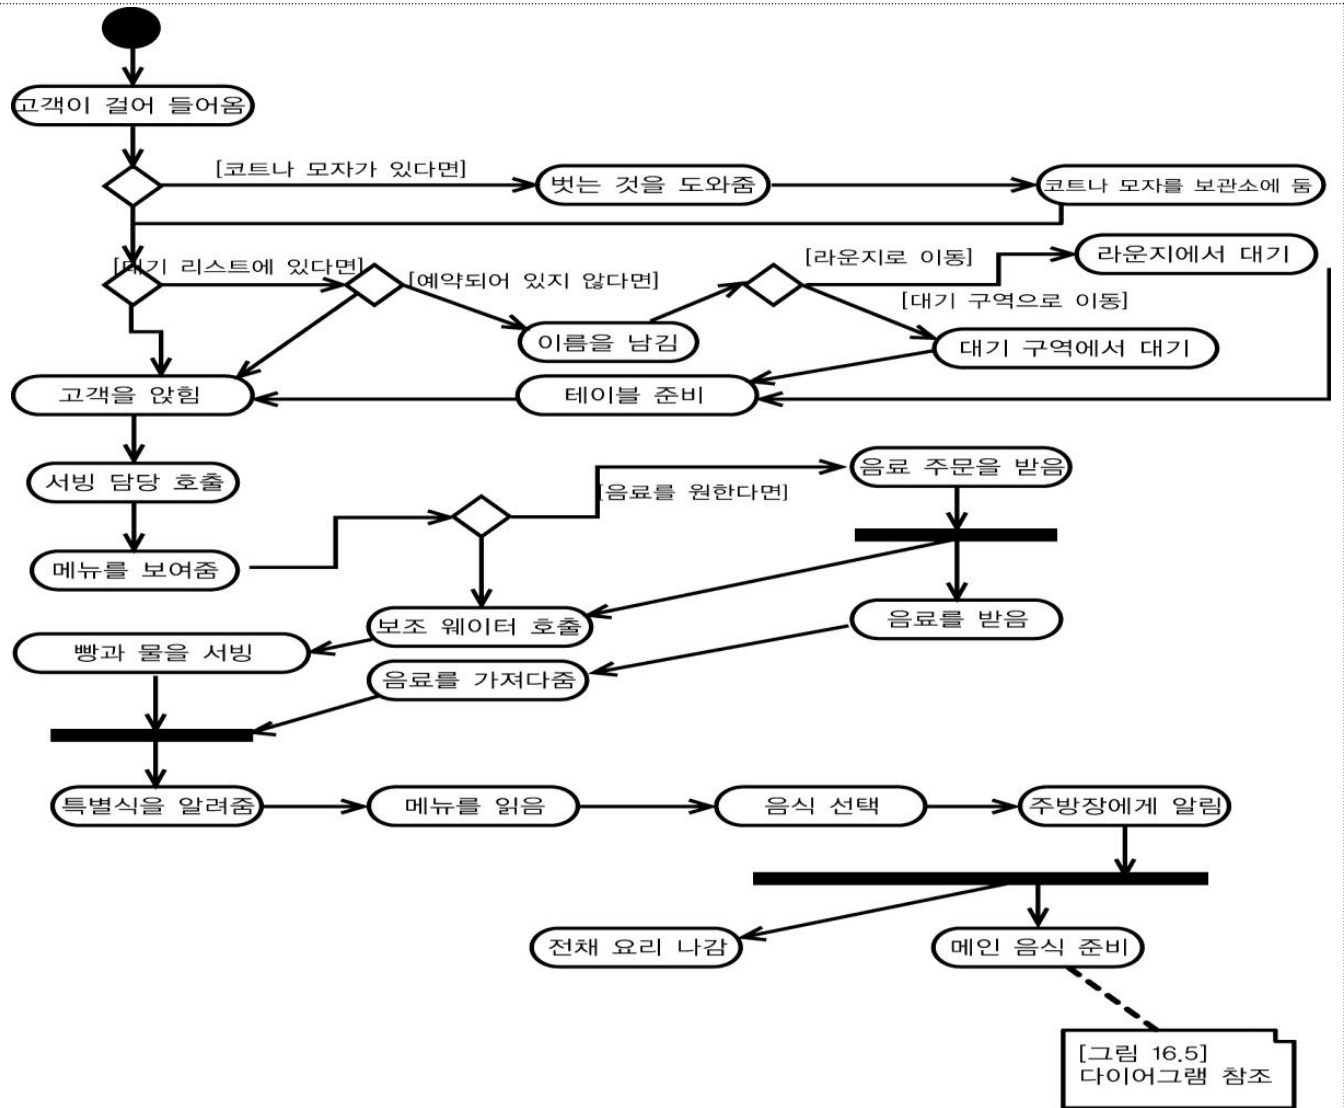 고객이 걸어 들어옴
[코트나 모자가 있다면]
벗는 것을 도와줌
코트나 모자를 보관소에 둠
[대기 리스트에 있다면]
[예약되어 있지 않다면]
[라운지로 이동]
라운지에서 대기
[대기 구역으로 이동]
이름을 남김
대기 구역에서 대기
고객을 앉힘
테이블 준비
서빙 담당 호출
음료 주문을 받음
[음료를 원한다면]
메뉴를 보여줌
보조 웨이터 호출
음료를 받음
빵과 물을 서빙
음료를 가져다줌
특별식을 알려줌
메뉴를 읽음
음식 선택
주방장에게 알림
전채 요리 나감
메인 음식 준비
[그림 16.5]
다이어그램 참조